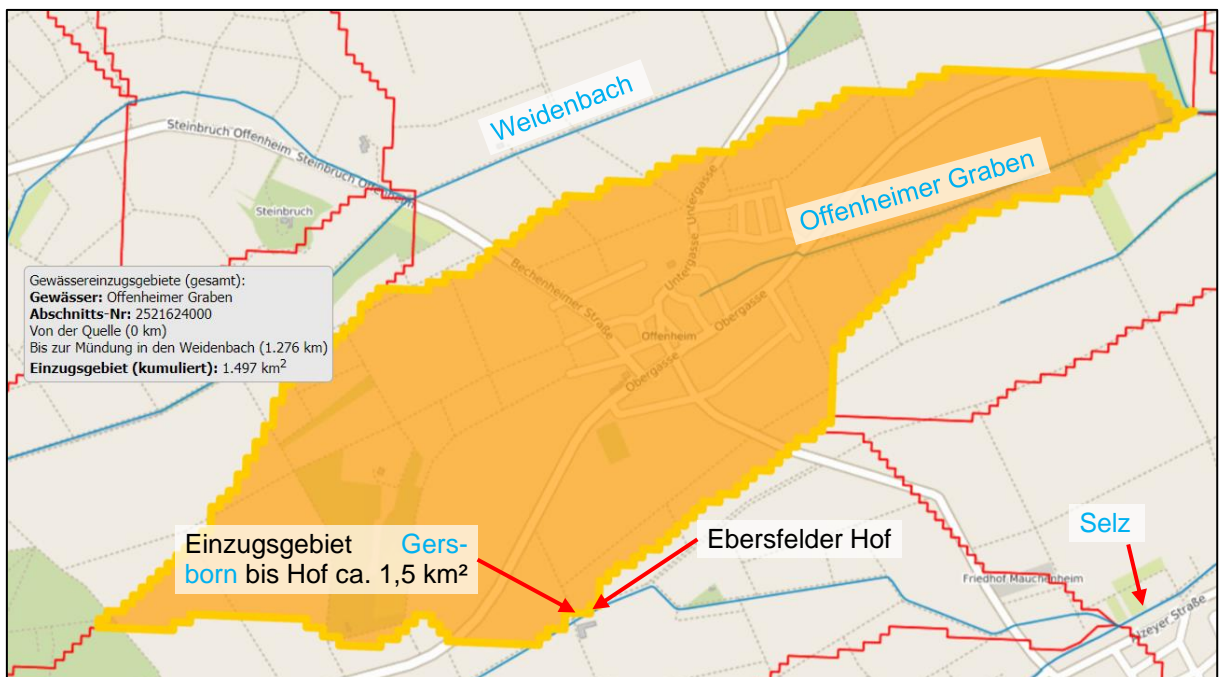 Weidenbach
Steinbruch Offenheim Steinbruch Offenheim
Steinbruch
Offenheimer Graben
Untergasse Untergasse
Bechenheimer Straße
Obergasse
Offenheim
Obergasse
Gewässereinzugsgebiete (gesamt):
Gewässer: Offenheimer Graben
Abschnitts-Nr: 2521624000
Von der Quelle (0 km)
Bis zur Mündung in den Weidenbach (1.276 km)
Einzugsgebiet (kumuliert): 1.497 km²
Einzugsgebiet Gers-
born bis Hof ca. 1,5 km²
Ebersfelder Hof
Selz
Friedhof Mauchenheim
Alzeyer Straße